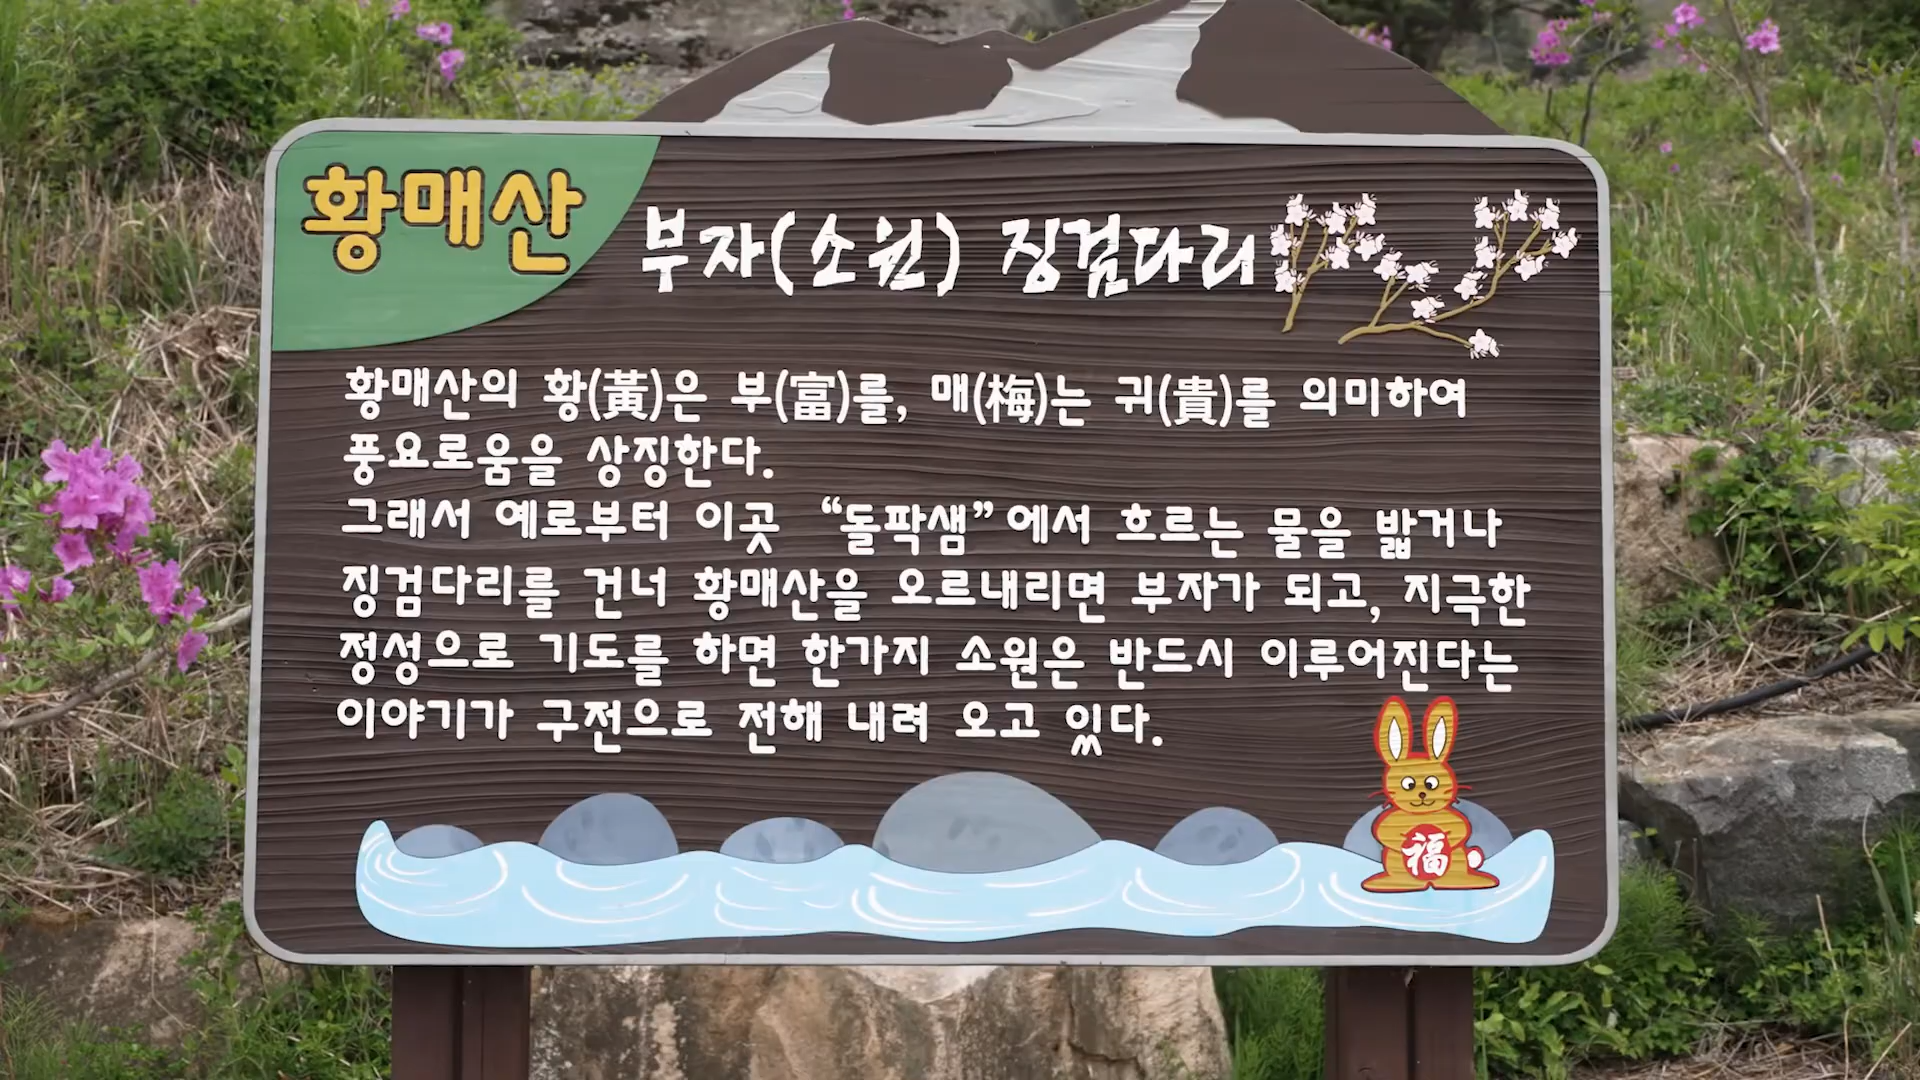 황매산
부자(소원) 징검다리
황매산의 황(黃)은 부(富)를, 매(梅)는 귀(貴)를 의미하여
풍요로움을 상징한다.
그래서 예로부터 이곳 “돌팍샘”에서 흐르는 물을 밟거나
징검다리를 건너 황매산을 오르내리면 부자가 되고, 지극한
정성으로 기도를 하면 한가지 소원은 반드시 이루어진다는
이야기가 구전으로 전해 내려 오고 있다.
福